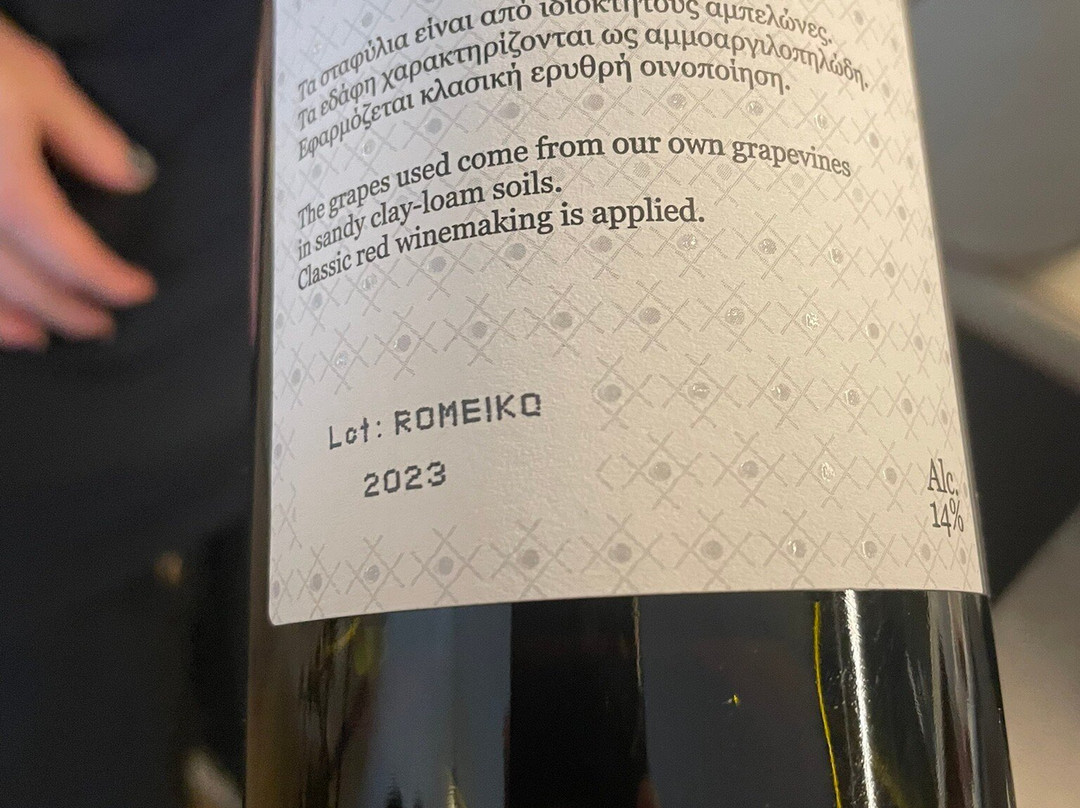 Τα σταφύλια είναι από ιδιόκτητους αμπελώνες.
Τα εδάφη χαρακτηρίζονται ως αμμοαργιλοπηλώδη.
Εφαρμόζεται κλασική ερυθρή οινοποίηση.
The grapes used come from our own grapevines
in sandy clay-loam soils.
Classic red winemaking is applied.
Lot: ROMEIKO
2023
Alc.
14%